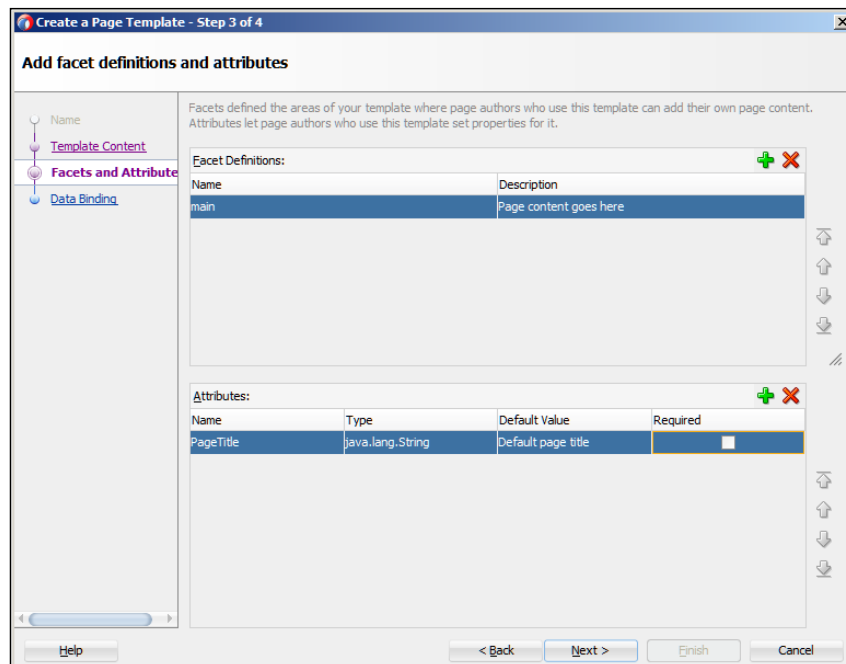 Create a Page Template - Step 3 of 4
Add facet definitions and attributes
Name
Template Content
Facets and Attribute
Data Binding
Facets defined the areas of your template where page authors who use this template can add their own page content.
Attributes let page authors who use this template set properties for it.
Facet Definitions:
Name Description
main Page content goes here
Attributes:
Name Type Default Value Required
PageTitle java.lang.String Default page title
Help < Back Next > Finish Cancel